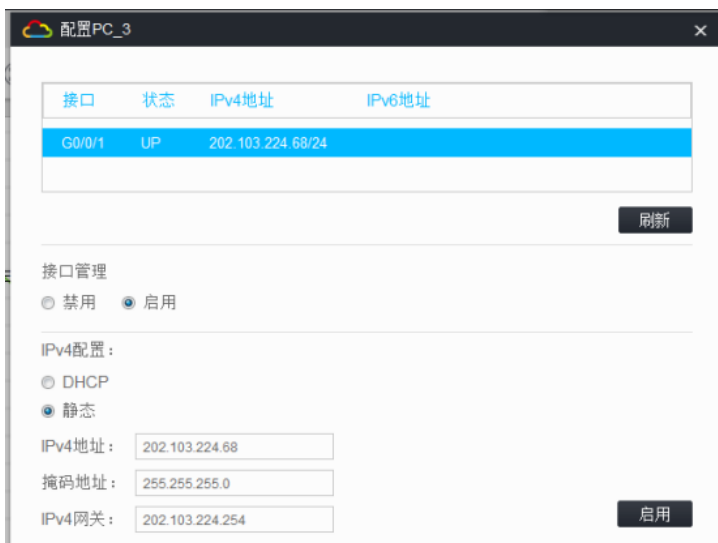 配置PC_3
接口 状态 IPv4地址 IPv6地址
G0/0/1 UP 202.103.224.68/24
刷新
接口管理
禁用 启用
IPv4配置：
DHCP
静态
IPv4地址： 202.103.224.68
掩码地址： 255.255.255.0
IPv4网关： 202.103.224.254
启用